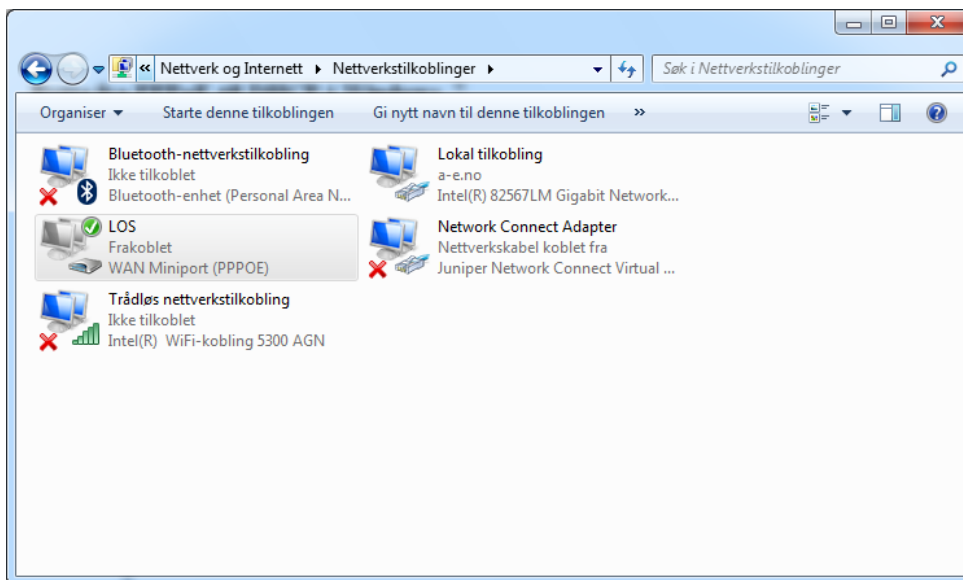 « Nettverk og Internett ▸ Nettverkstilkoblinger ▸
Søk i Nettverkstilkoblinger
Organiser ▾ Starte denne tilkoblingen Gi nytt navn til denne tilkoblingen »
Bluetooth-nettverkstilkobling
Ikke tilkoblet
Bluetooth-enhet (Personal Area N...
Lokal tilkobling
a-e.no
Intel(R) 82567LM Gigabit Network...
LOS
Frakoblet
WAN Miniport (PPPOE)
Network Connect Adapter
Nettverkskabel koblet fra
Juniper Network Connect Virtual ...
Trådløs nettverkstilkobling
Ikke tilkoblet
Intel(R) WiFi-kobling 5300 AGN